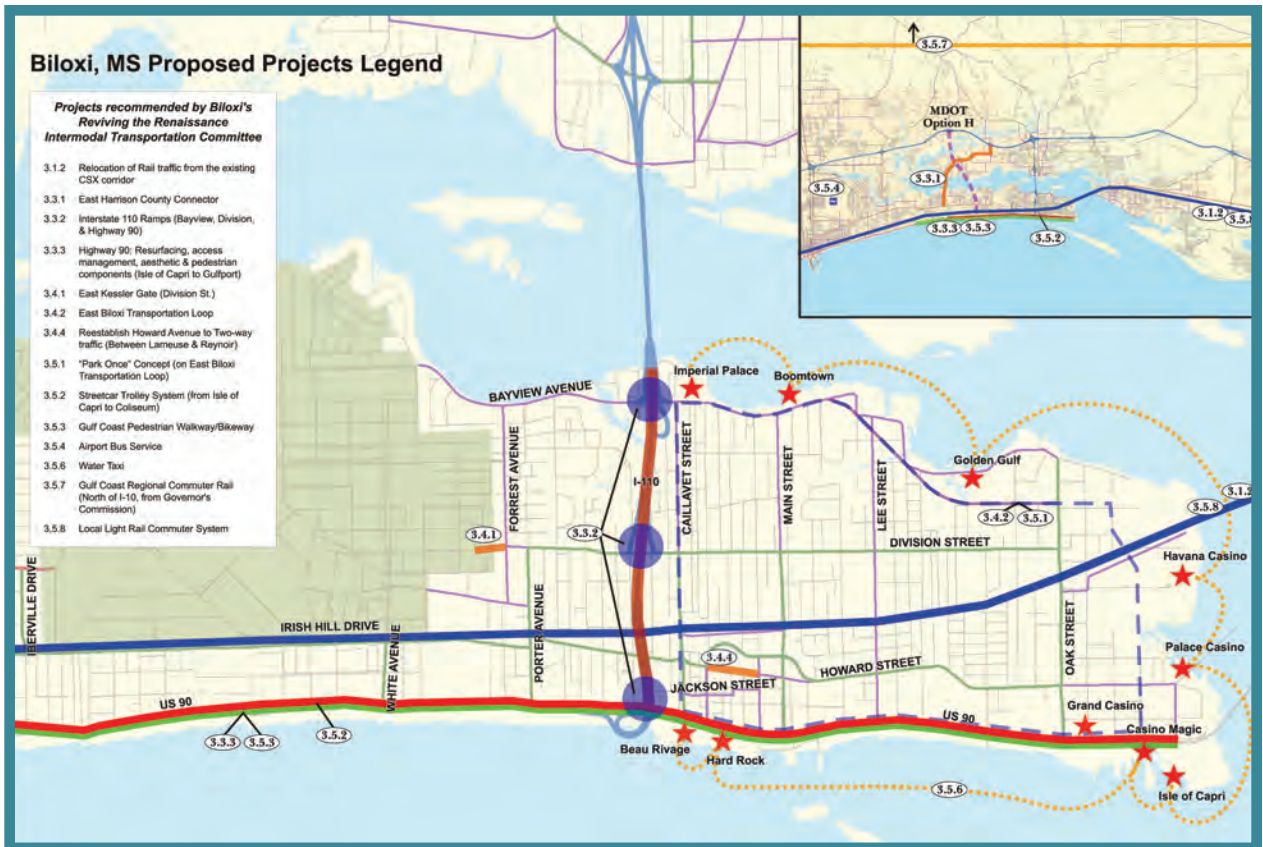 Biloxi, MS Proposed Projects Legend
Projects recommended by Biloxi's
Reviving the Renaissance
Intermodal Transportation Committee
3.1.2 Relocation of Rail traffic from the existing
CSX corridor
3.3.1 East Harrison County Connector
3.3.2 Interstate 110 Ramps (Bayview, Division,
& Highway 90)
3.3.3 Highway 90: Resurfacing, access
management, aesthetic & pedestrian
components (Isle of Capri to Gulfport)
3.4.1 East Kessler Gate (Division St.)
3.4.2 East Biloxi Transportation Loop
3.4.4 Reestablish Howard Avenue to Two-way
traffic (Between Lameuse & Reynoir)
3.5.1 "Park Once" Concept (on East Biloxi
Transportation Loop)
3.5.2 Streetcar Trolley System (from Isle of
Capri to Coliseum)
3.5.3 Gulf Coast Pedestrian Walkway/Bikeway
3.5.4 Airport Bus Service
3.5.6 Water Taxi
3.5.7 Gulf Coast Regional Commuter Rail
(North of I-10, from Governor's
Commission)
3.5.8 Local Light Rail Commuter System
3.5.7
MDOT
Option H
3.3.1
3.5.4
3.1.2
3.5.8
3.3.3
3.5.3
3.5.2
Imperial Palace
Boomtown
BAYVIEW AVENUE
FORREST AVENUE
I-110
CAILLAVET STREET
MAIN STREET
LEE STREET
Golden Gulf
3.1.2
3.5.8
3.4.2
3.5.1
3.4.1
3.3.2
DIVISION STREET
Havana Casino
IBERVILLE DRIVE
IRISH HILL DRIVE
WHITE AVENUE
PORTER AVENUE
OAK STREET
3.4.4
HOWARD STREET
Palace Casino
JACKSON STREET
US 90
US 90
Grand Casino
Casino Magic
3.3.3
3.5.3
3.5.2
Beau Rivage
Hard Rock
3.5.6
Isle of Capri